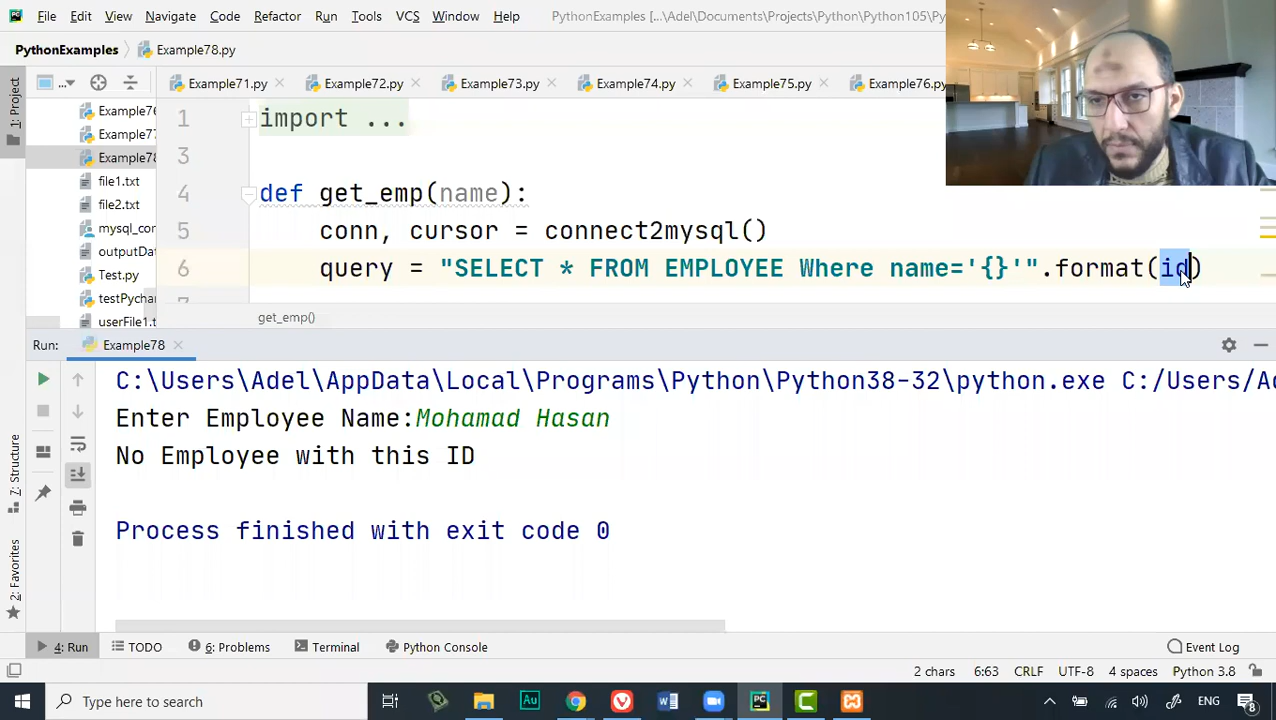 File Edit View Navigate Code Refactor Run Tools VCS Window Help PythonExamples [...\Adel\Documents\Projects\Python\Python105\Py
PythonExamples Example78.py
1: Project
Example71.py Example72.py Example73.py Example74.py Example75.py Example76.py
Example76
Example77
Example78
file1.txt
file2.txt
mysql_con
outputDat
Test.py
testPychar
userFile1.t
1 import ...
3
4 def get_emp(name):
5 conn, cursor = connect2mysql()
6 query = "SELECT * FROM EMPLOYEE Where name='{}'".format(id)
get_emp()
Run: Example78
C:\Users\Adel\AppData\Local\Programs\Python\Python38-32\python.exe C:/Users/Ad
Enter Employee Name:Mohamad Hasan
No Employee with this ID
Process finished with exit code 0
7: Structure
2: Favorites
4: Run TODO 6: Problems Terminal Python Console Event Log
2 chars 6:63 CRLF UTF-8 4 spaces Python 3.8
Type here to search
ENG
8